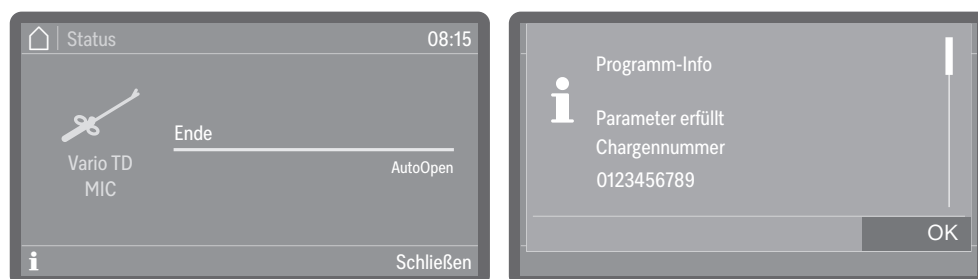 Status 08:15
Ende
AutoOpen
Vario TD
MIC
i Schließen
Programm-Info
i
Parameter erfüllt
Chargennummer
0123456789
OK